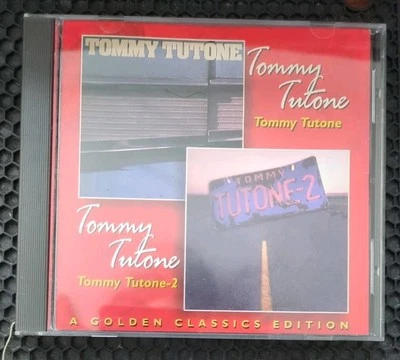 TOMMY TUTONE
Tommy
Tutone
Tommy Tutone
TOMMY
TUTONE-2
Tommy
Tutone
Tommy Tutone-2
A GOLDEN CLASSICS EDITION